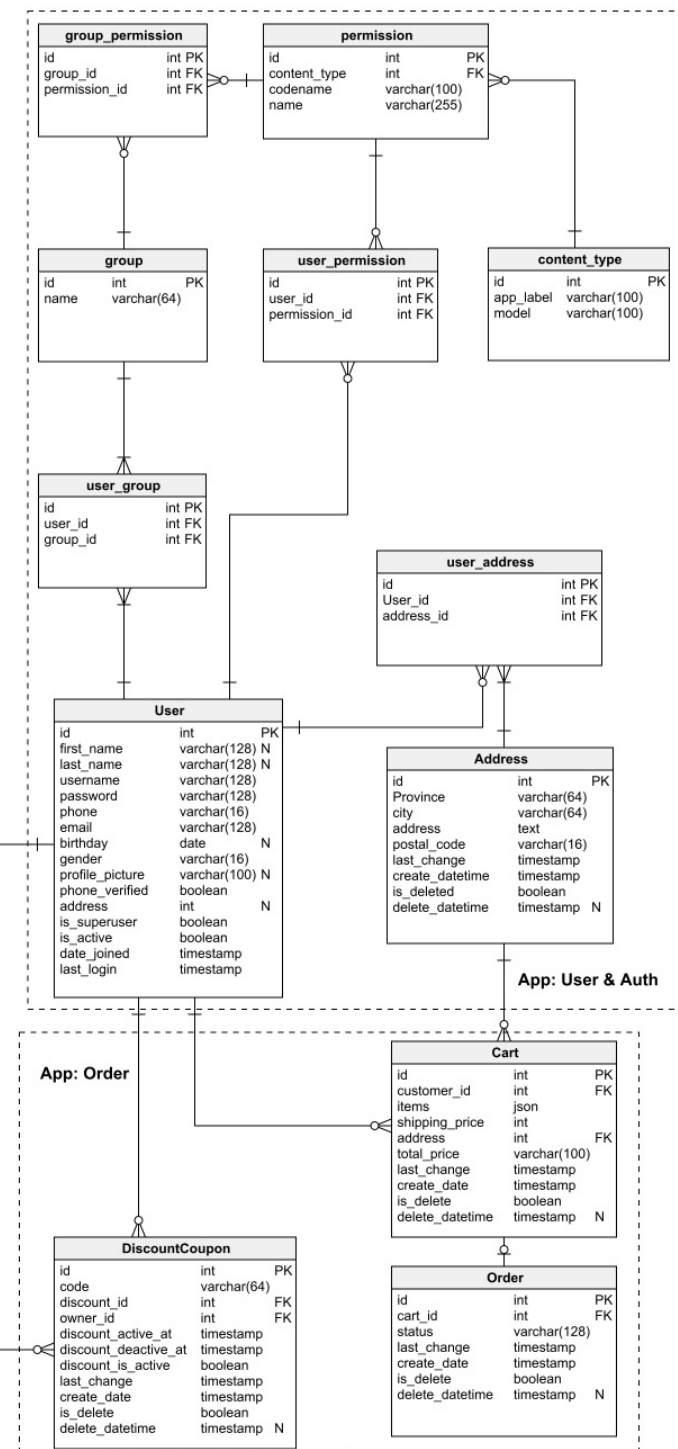 group_permission
id int PK
group_id int FK
permission_id int FK
permission
id int PK
content_type int FK
codename varchar(100)
name varchar(255)
group
id int PK
name varchar(64)
user_permission
id int PK
user_id int FK
permission_id int FK
content_type
id int PK
app_label varchar(100)
model varchar(100)
user_group
id int PK
user_id int FK
group_id int FK
user_address
id int PK
User_id int FK
address_id int FK
User
id int PK
first_name varchar(128) N
last_name varchar(128) N
username varchar(128)
password varchar(128)
phone varchar(16)
email varchar(128)
birthday date N
gender varchar(16)
profile_picture varchar(100) N
phone_verified boolean
address int N
is_superuser boolean
is_active boolean
date_joined timestamp
last_login timestamp
Address
id int PK
Province varchar(64)
city varchar(64)
address text
postal_code varchar(16)
last_change timestamp
create_datetime timestamp
is_deleted boolean
delete_datetime timestamp N
App: User & Auth
App: Order
Cart
id int PK
customer_id int FK
items json
shipping_price int
address int FK
total_price varchar(100)
last_change timestamp
create_date timestamp
is_delete boolean
delete_datetime timestamp N
DiscountCoupon
id int PK
code varchar(64)
discount_id int FK
owner_id int FK
discount_active_at timestamp
discount_deactive_at timestamp
discount_is_active boolean
last_change timestamp
create_date timestamp
is_delete boolean
delete_datetime timestamp N
Order
id int PK
cart_id int FK
status varchar(128)
last_change timestamp
create_date timestamp
is_delete boolean
delete_datetime timestamp N